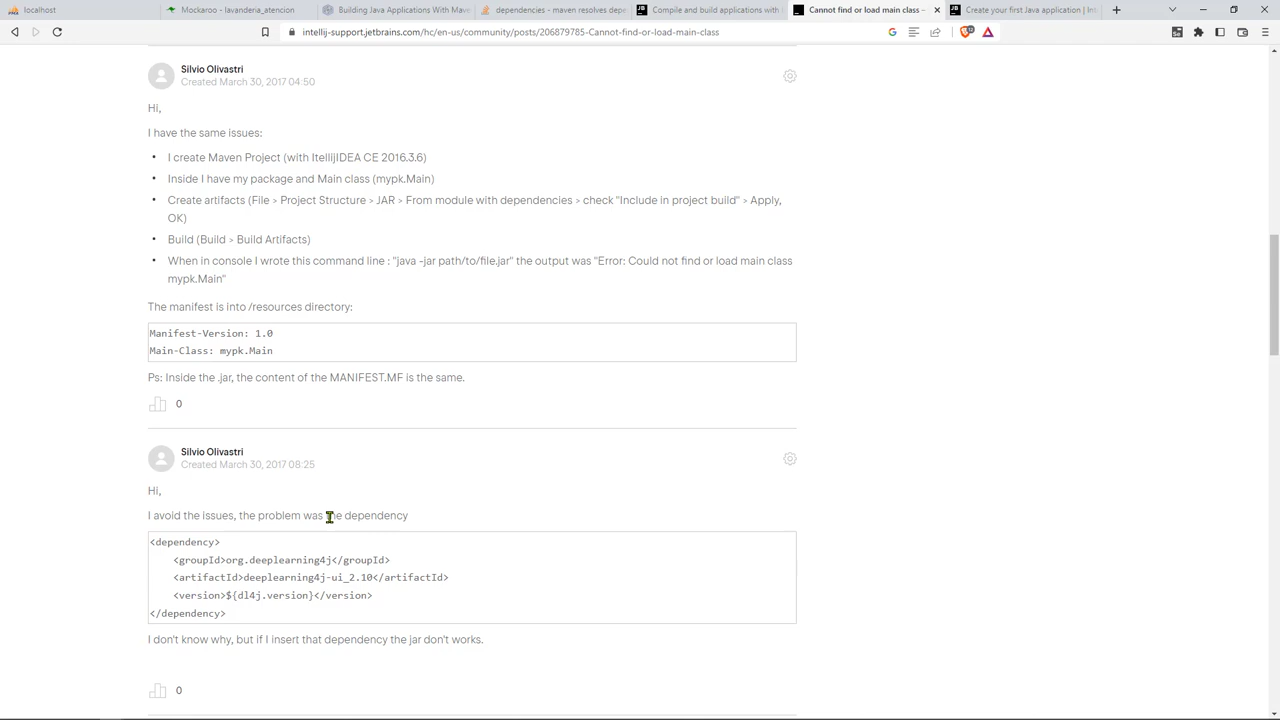 localhost
Mockaroo - lavanderia_atencion
Building Java Applications With Mave
dependencies - maven resolves depe
Compile and build applications with
Cannot find or load main class –
Create your first Java application | Int
intellij-support.jetbrains.com/hc/en-us/community/posts/206879785-Cannot-find-or-load-main-class
Silvio Olivastri
Created March 30, 2017 04:50
Hi,
I have the same issues:
• I create Maven Project (with ItellijIDEA CE 2016.3.6)
• Inside I have my package and Main class (mypk.Main)
• Create artifacts (File > Project Structure > JAR > From module with dependencies > check "Include in project build" > Apply,
OK)
• Build (Build > Build Artifacts)
• When in console I wrote this command line : "java -jar path/to/file.jar" the output was "Error: Could not find or load main class
mypk.Main"
The manifest is into /resources directory:
Manifest-Version: 1.0
Main-Class: mypk.Main
Ps: Inside the .jar, the content of the MANIFEST.MF is the same.
0
Silvio Olivastri
Created March 30, 2017 08:25
Hi,
I avoid the issues, the problem was the dependency
<dependency>
<groupId>org.deeplearning4j</groupId>
<artifactId>deeplearning4j-ui_2.10</artifactId>
<version>${dl4j.version}</version>
</dependency>
I don't know why, but if I insert that dependency the jar don't works.
0